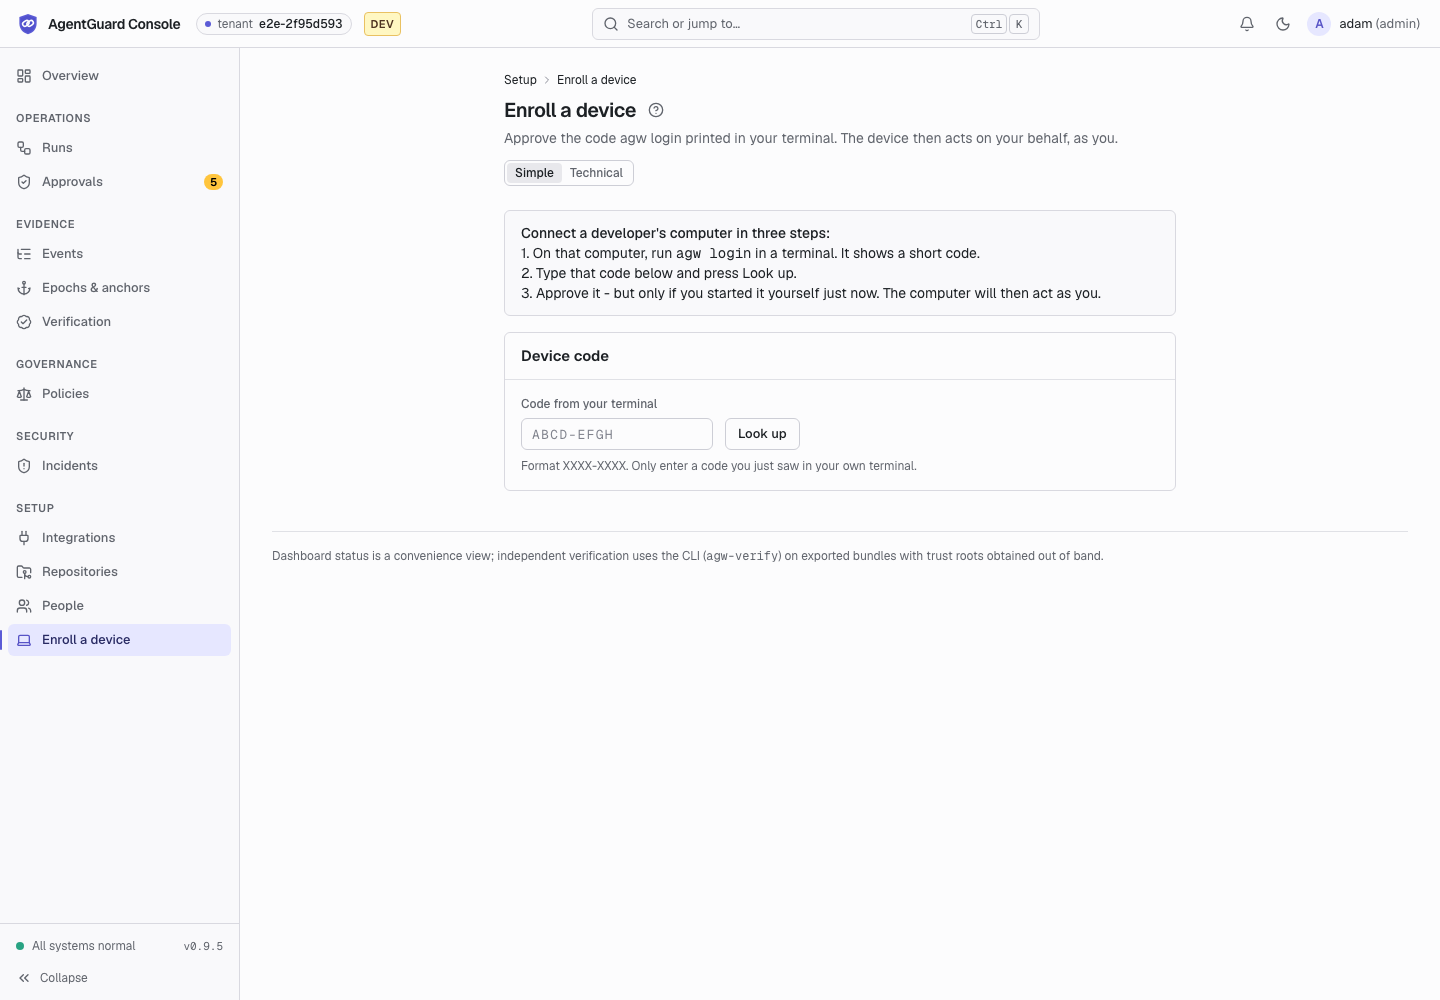 AgentGuard Console
tenant e2e-2f95d593
DEV
Search or jump to...
Ctrl K
A
adam (admin)
Overview
OPERATIONS
Runs
Approvals 5
EVIDENCE
Events
Epochs & anchors
Verification
GOVERNANCE
Policies
SECURITY
Incidents
SETUP
Integrations
Repositories
People
Enroll a device
All systems normal v0.9.5
Collapse
Setup > Enroll a device
Enroll a device
Approve the code agw login printed in your terminal. The device then acts on your behalf, as you.
Simple Technical
Connect a developer's computer in three steps:
1. On that computer, run agw login in a terminal. It shows a short code.
2. Type that code below and press Look up.
3. Approve it - but only if you started it yourself just now. The computer will then act as you.
Device code
Code from your terminal
ABCD-EFGH
Look up
Format XXXX-XXXX. Only enter a code you just saw in your own terminal.
Dashboard status is a convenience view; independent verification uses the CLI (agw-verify) on exported bundles with trust roots obtained out of band.